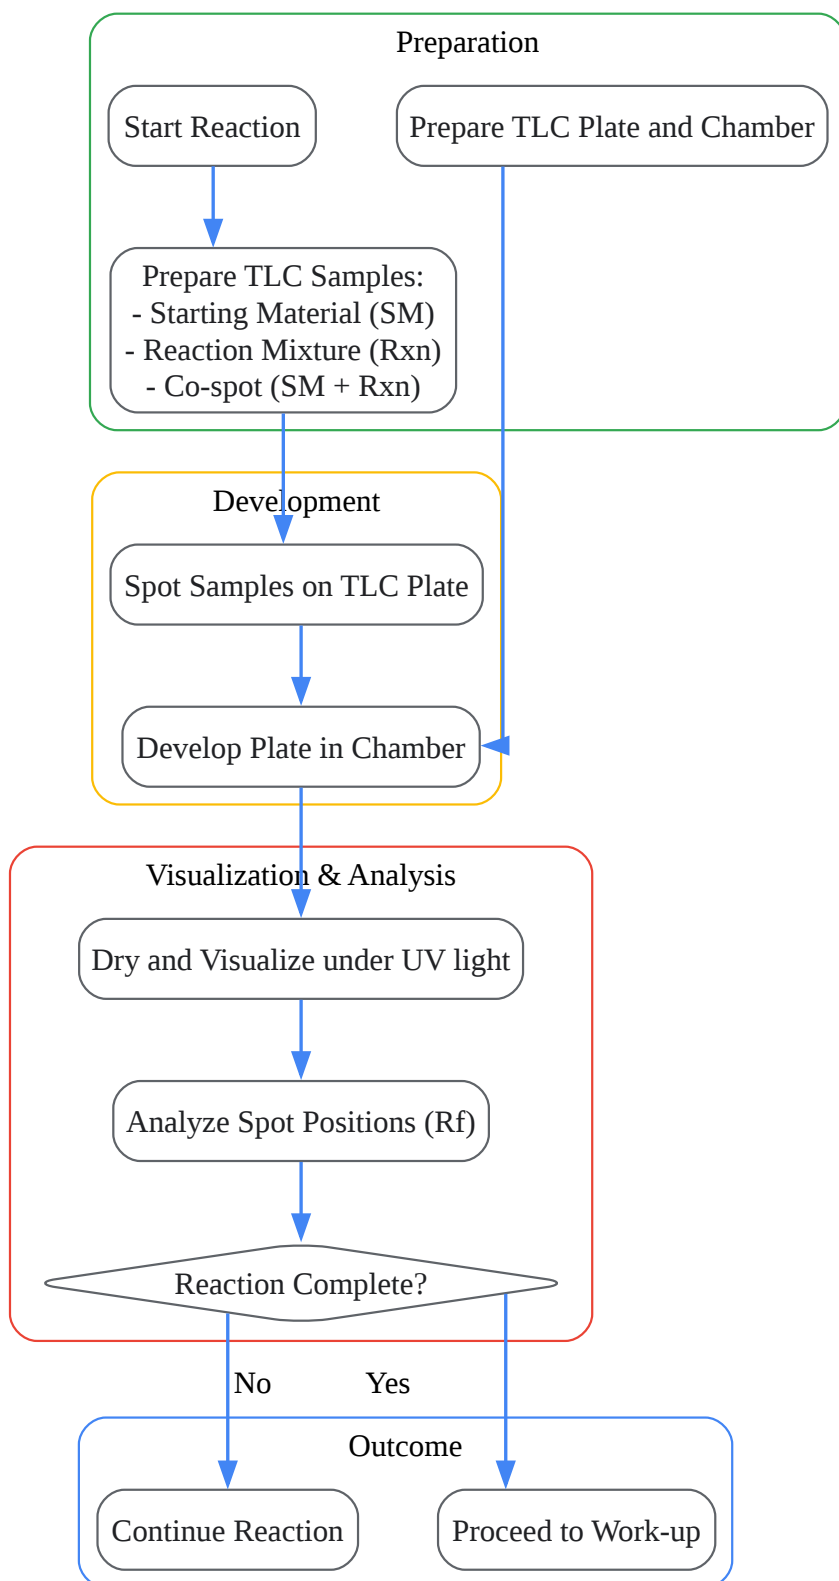 Preparation
Start Reaction
Prepare TLC Plate and Chamber
Prepare TLC Samples:
- Starting Material (SM)
- Reaction Mixture (Rxn)
- Co-spot (SM + Rxn)
Development
Spot Samples on TLC Plate
Develop Plate in Chamber
Visualization & Analysis
Dry and Visualize under UV light
Analyze Spot Positions (Rf)
Reaction Complete?
No
Yes
Outcome
Continue Reaction
Proceed to Work-up